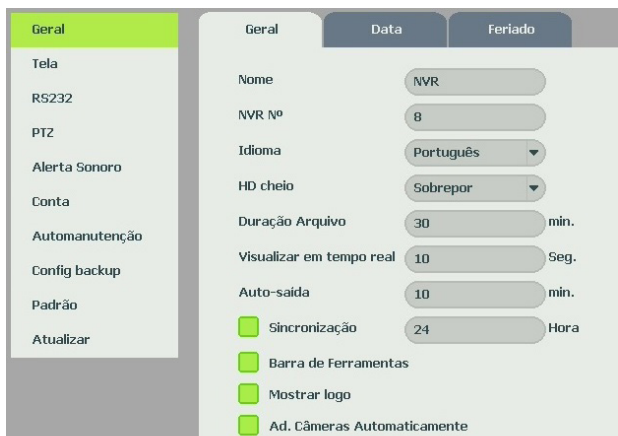 Geral
Tela
RS232
PTZ
Alerta Sonoro
Conta
Automanutenção
Config backup
Padrão
Atualizar
Geral Data Feriado
Nome NVR
NVR Nº 8
Idioma Português
HD cheio Sobrepor
Duração Arquivo 30 min.
Visualizar em tempo real 10 Seg.
Auto-saída 10 min.
Sincronização 24 Hora
Barra de Ferramentas
Mostrar logo
Ad. Câmeras Automaticamente